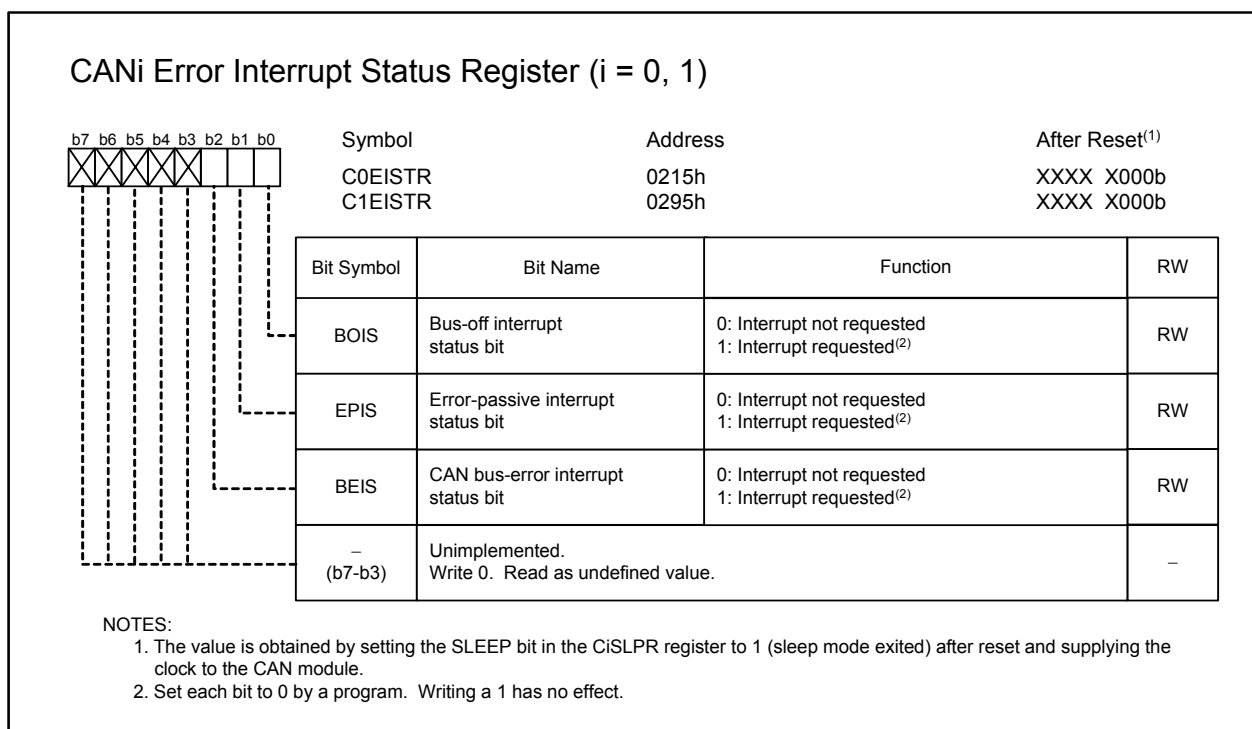 CANi Error Interrupt Status Register (i = 0, 1)
b7 b6 b5 b4 b3 b2 b1 b0
Symbol Address After Reset(1)
C0EISTR 0215h XXXX X000b
C1EISTR 0295h XXXX X000b
Bit Symbol Bit Name Function RW
BOIS Bus-off interrupt status bit 0: Interrupt not requested RW
1: Interrupt requested(2)
EPIS Error-passive interrupt status bit 0: Interrupt not requested RW
1: Interrupt requested(2)
BEIS CAN bus-error interrupt status bit 0: Interrupt not requested RW
1: Interrupt requested(2)
– (b7-b3) Unimplemented. –
Write 0. Read as undefined value.
NOTES:
1. The value is obtained by setting the SLEEP bit in the CiSLPR register to 1 (sleep mode exited) after reset and supplying the
clock to the CAN module.
2. Set each bit to 0 by a program. Writing a 1 has no effect.